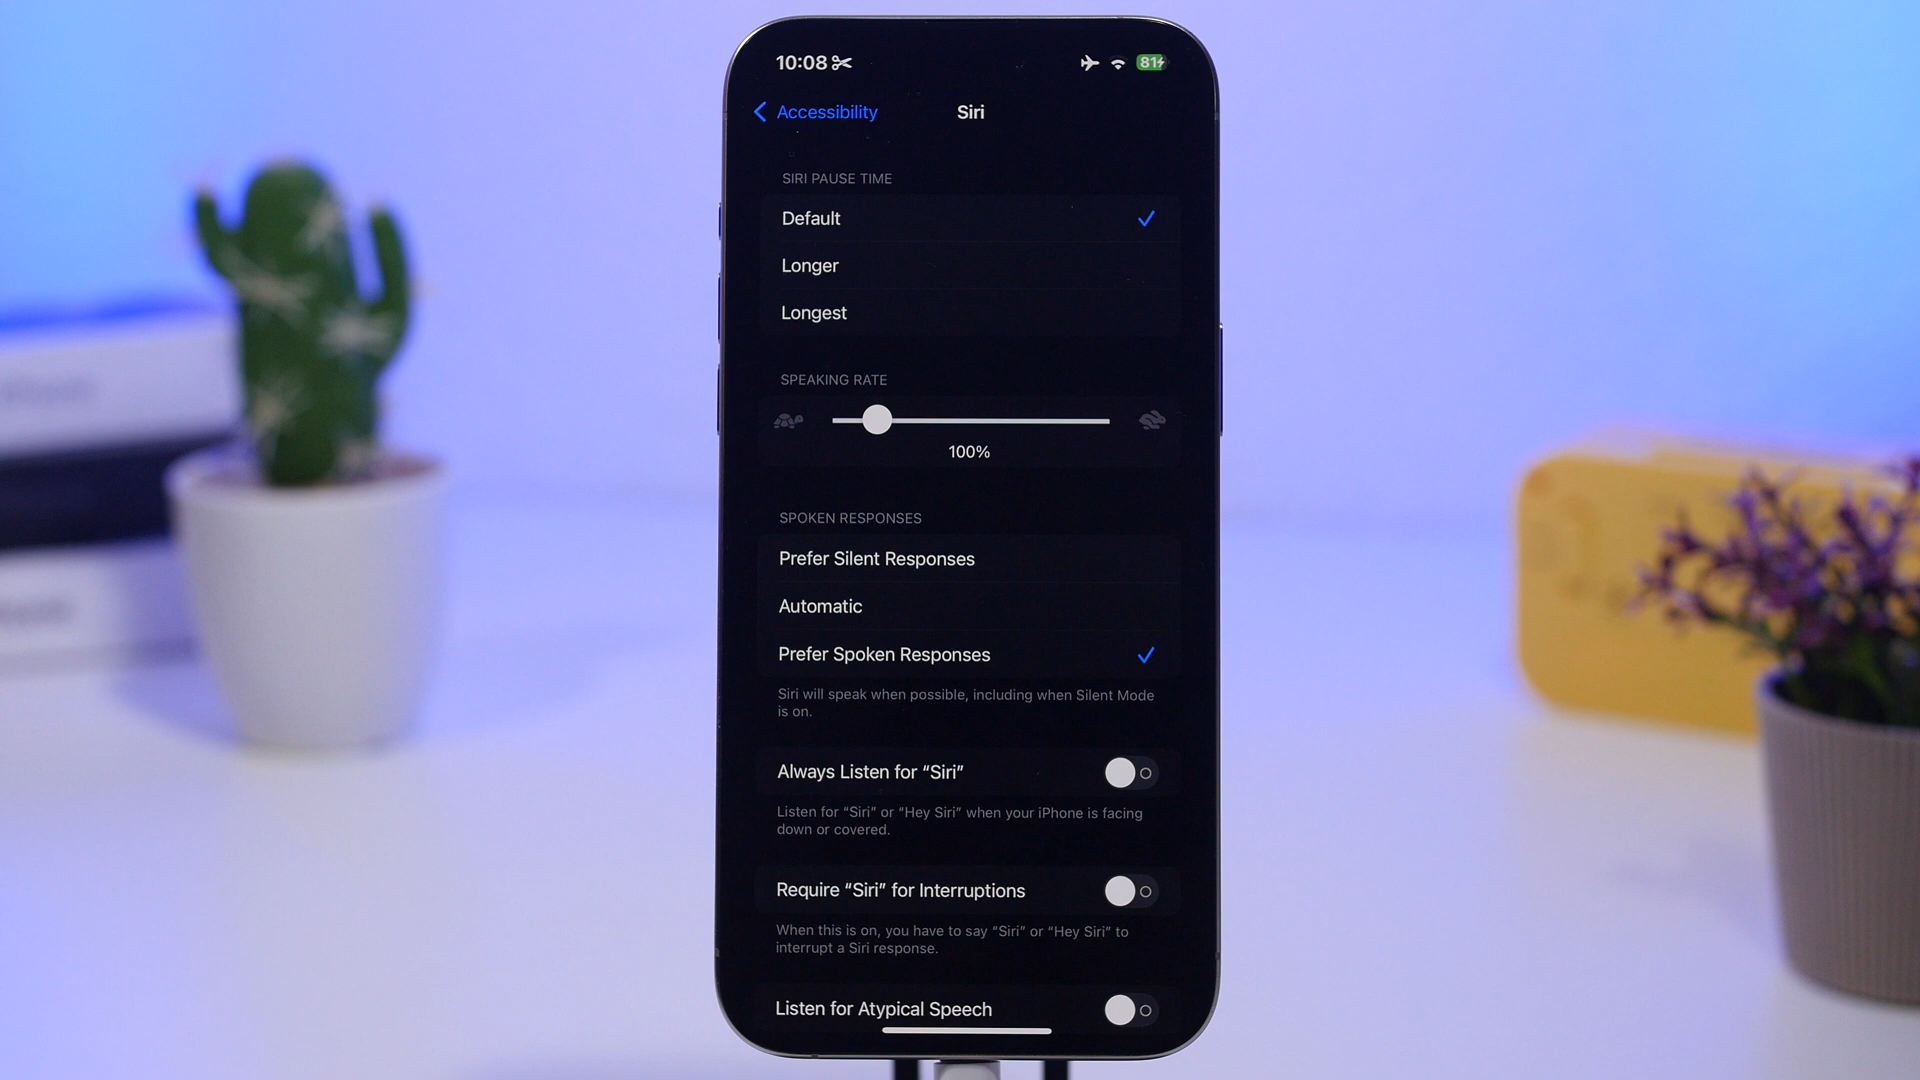 10:08
81
Accessibility
Siri
SIRI PAUSE TIME
Default
Longer
Longest
SPEAKING RATE
100%
SPOKEN RESPONSES
Prefer Silent Responses
Automatic
Prefer Spoken Responses
Siri will speak when possible, including when Silent Mode
is on.
Always Listen for “Siri”
Listen for “Siri” or “Hey Siri” when your iPhone is facing
down or covered.
Require “Siri” for Interruptions
When this is on, you have to say “Siri” or “Hey Siri” to
interrupt a Siri response.
Listen for Atypical Speech